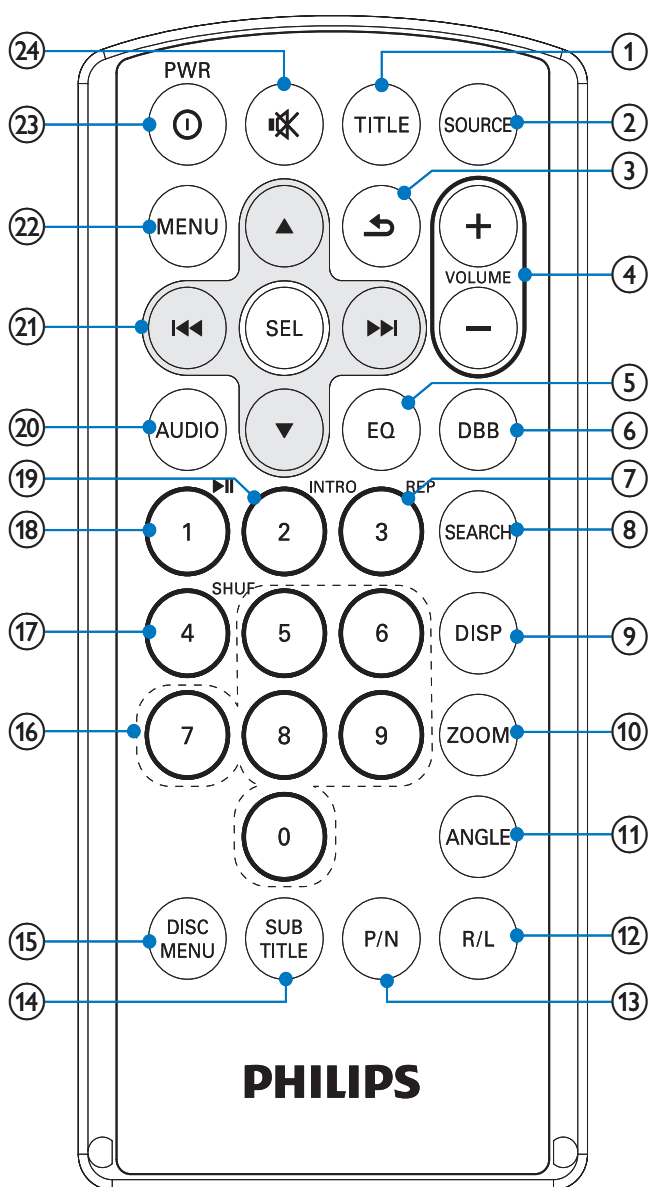 24
1
PWR
23
TITLE
SOURCE
2
3
22
MENU
VOLUME
4
21
SEL
5
20
AUDIO
EQ
DBB
6
19
INTRO
REP
7
18
1
2
3
SEARCH
8
SHUF
17
4
5
6
DISP
9
16
7
8
9
ZOOM
10
0
ANGLE
11
15
DISC
MENU
SUB
TITLE
P/N
R/L
12
14
13
PHILIPS